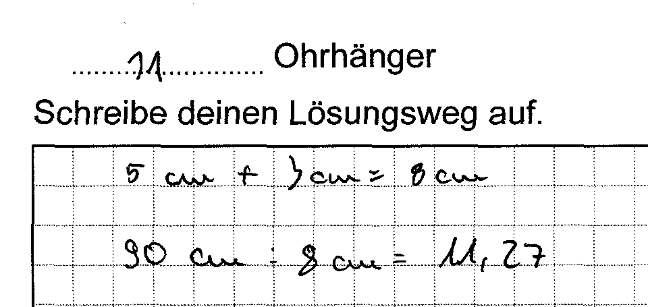 11 Ohrhänger
Schreibe deinen Lösungsweg auf.
5 cm + 3 cm = 8 cm
90 cm : 8 cm = 11,27